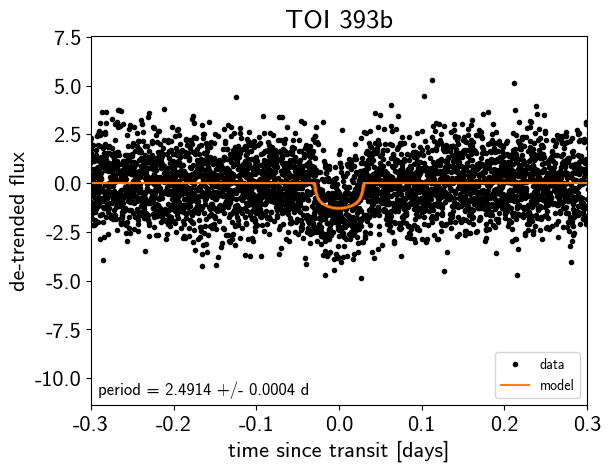 TOI 393b
7.5
5.0
2.5
0.0
-2.5
-5.0
-7.5
-10.0
de-trended flux
period = 2.4914 +/- 0.0004 d
data
model
-0.3 -0.2 -0.1 0.0 0.1 0.2 0.3
time since transit [days]